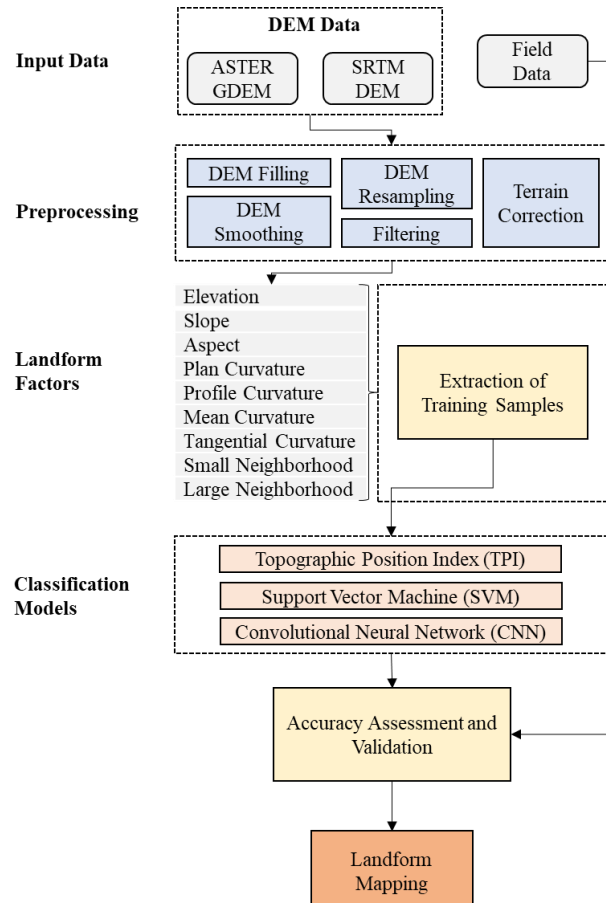 DEM Data
Input Data
ASTER
GDEM
SRTM
DEM
Field
Data
Preprocessing
DEM Filling
DEM
Smoothing
DEM
Resampling
Filtering
Terrain
Correction
Landform
Factors
Elevation
Slope
Aspect
Plan Curvature
Profile Curvature
Mean Curvature
Tangential Curvature
Small Neighborhood
Large Neighborhood
Extraction of
Training Samples
Classification
Models
Topographic Position Index (TPI)
Support Vector Machine (SVM)
Convolutional Neural Network (CNN)
Accuracy Assessment and
Validation
Landform
Mapping